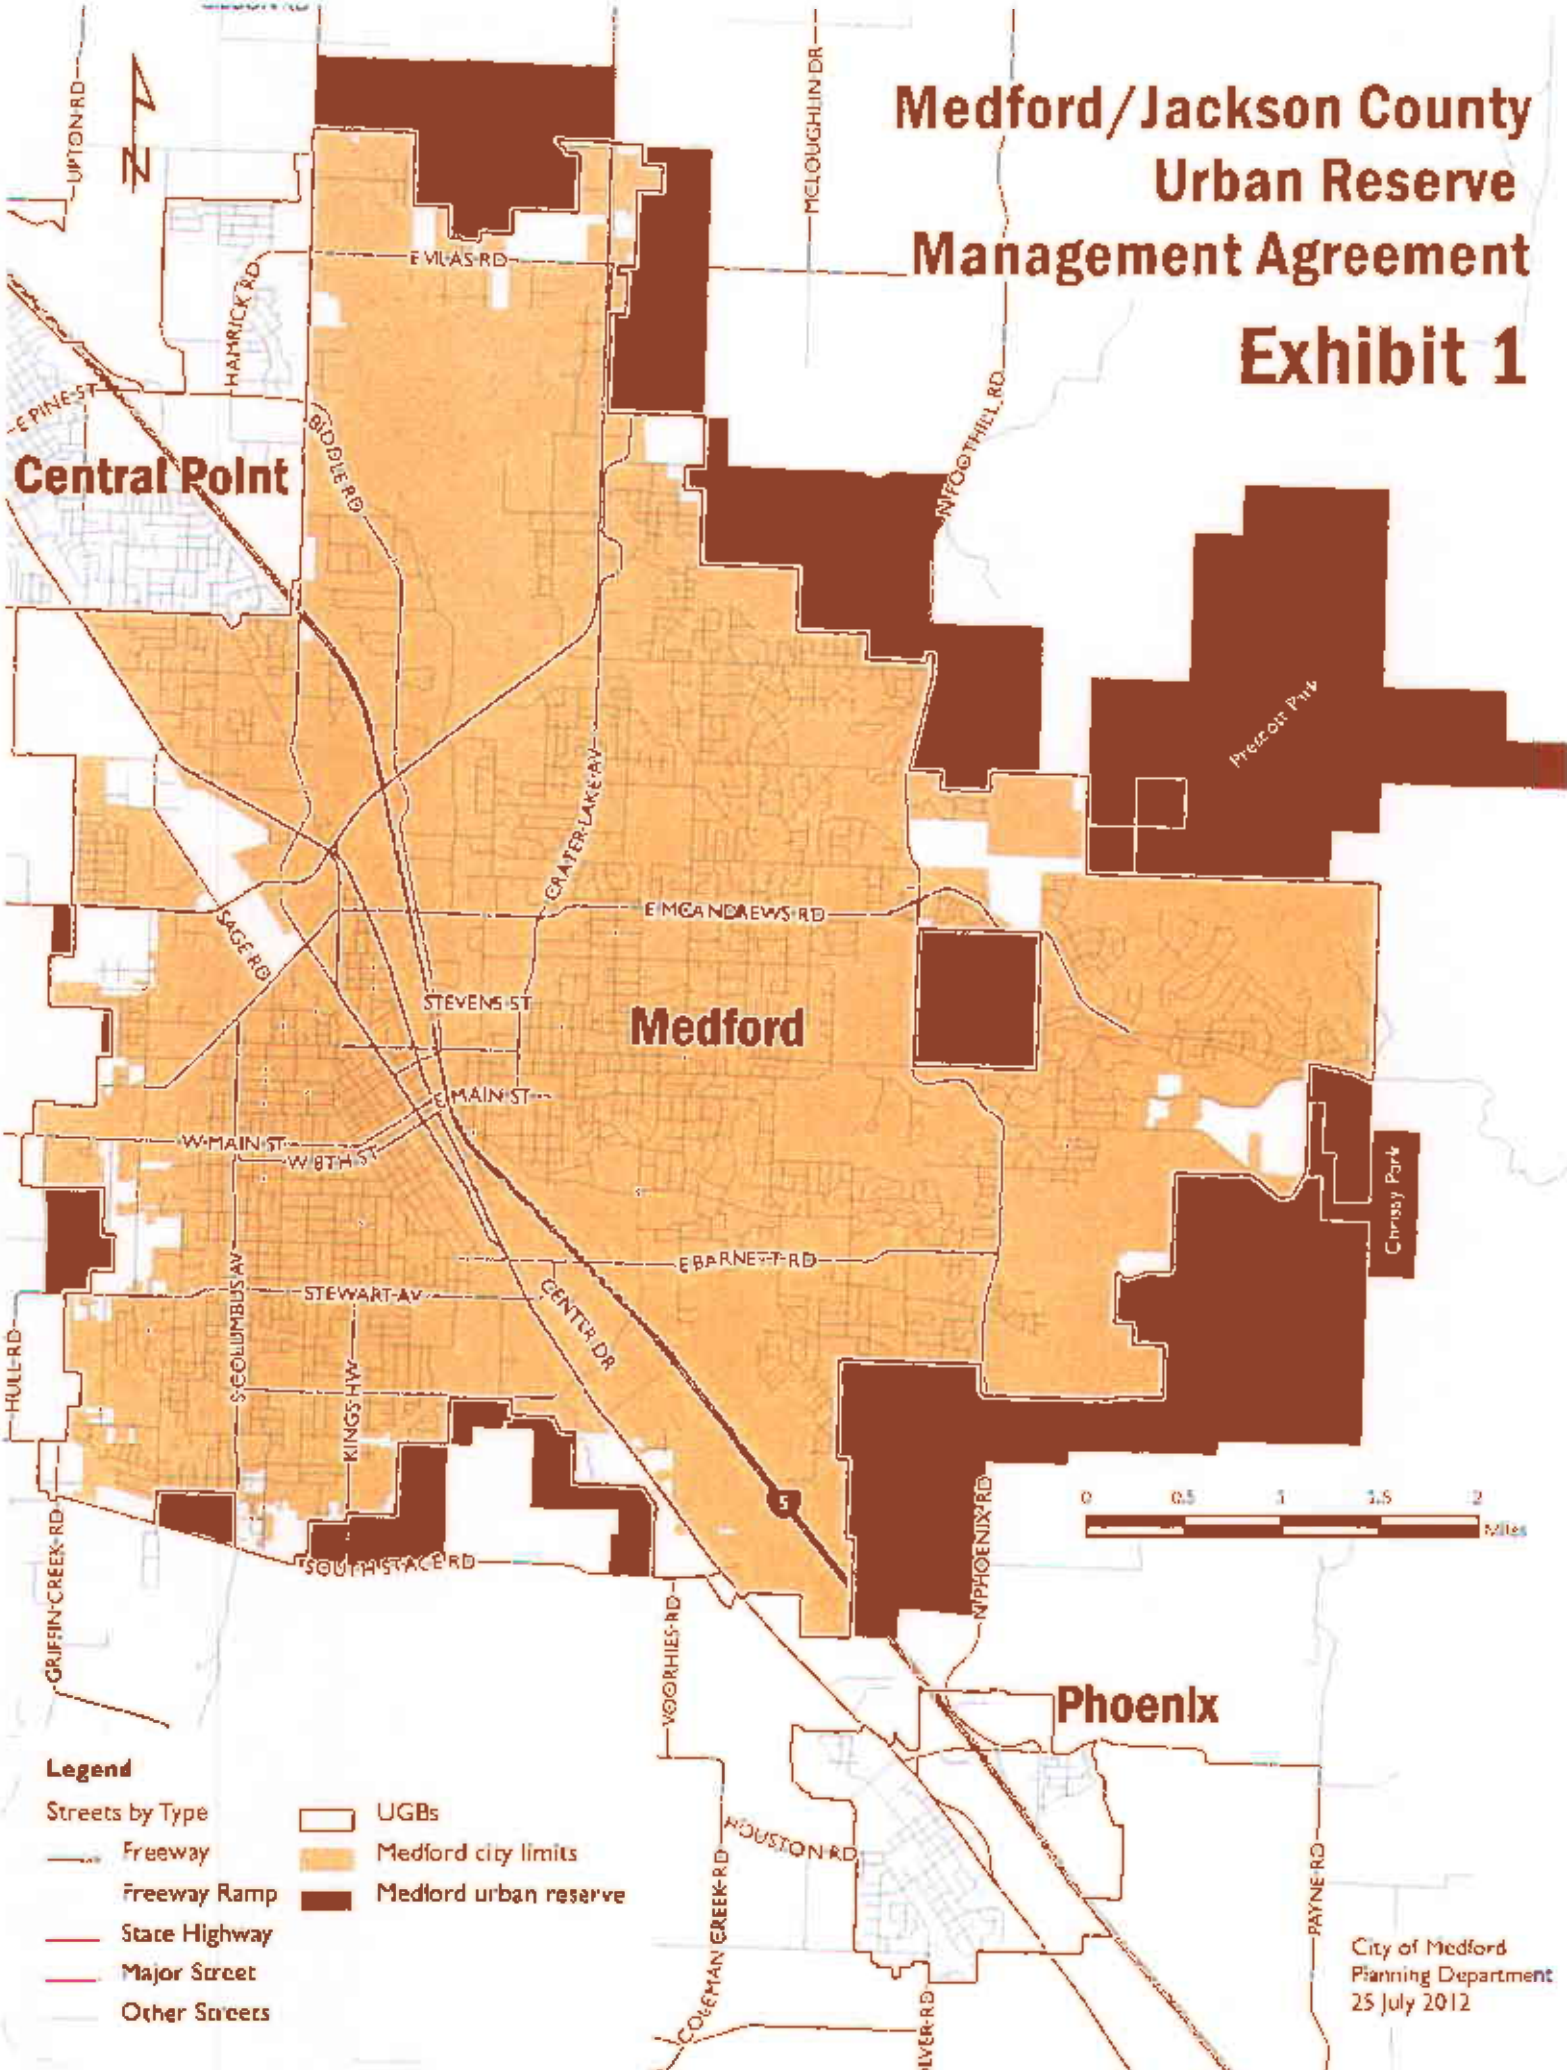 UPTON RD
N
MCLOUGHLIN DR
Medford/Jackson County
Urban Reserve
Management Agreement
Exhibit 1
E VILAS RD
HAMRICK RD
E PINE ST
BIDDLE RD
Central Point
N FOOTHILL RD
Prescott Park
CRATER LAKE AV
E MCANDREWS RD
SAGE RD
STEVENS ST
Medford
E MAIN ST
W MAIN ST
W 8TH ST
Chrissy Park
E BARNETT RD
S COLUMBUS AV
STEWART AV
CENTER DR
HULL RD
KINGS HW
5
0 0.5 1 1.5 2
Miles
N PHOENIX RD
SOUTH STAGE RD
GRIFFIN CREEK RD
VOORHIES RD
Phoenix
Legend
Streets by Type
Freeway
Freeway Ramp
State Highway
Major Street
Other Streets
UGBs
Medford city limits
Medford urban reserve
HOUSTON RD
COLEMAN CREEK RD
PAYNE RD
LVER RD
City of Medford
Planning Department
25 July 2012